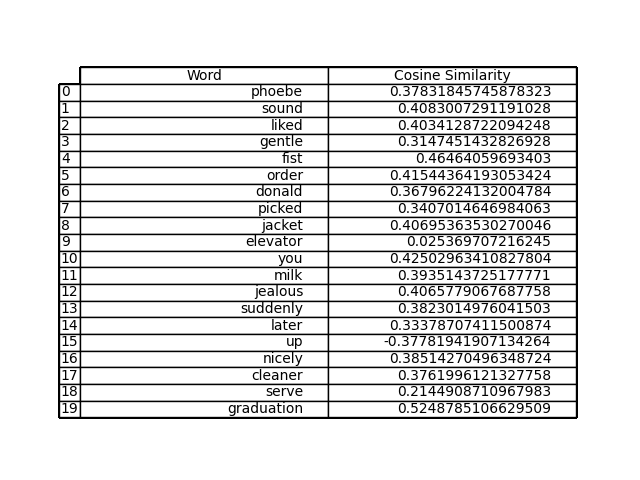 Word Cosine Similarity
0 phoebe 0.37831845745878323
1 sound 0.4083007291191028
2 liked 0.4034128722094248
3 gentle 0.3147451432826928
4 fist 0.46464059693403
5 order 0.41544364193053424
6 donald 0.36796224132004784
7 picked 0.3407014646984063
8 jacket 0.40695363530270046
9 elevator 0.025369707216245
10 you 0.42502963410827804
11 milk 0.3935143725177771
12 jealous 0.4065779067687758
13 suddenly 0.3823014976041503
14 later 0.33378707411500874
15 up -0.37781941907134264
16 nicely 0.38514270496348724
17 cleaner 0.3761996121327758
18 serve 0.2144908710967983
19 graduation 0.5248785106629509